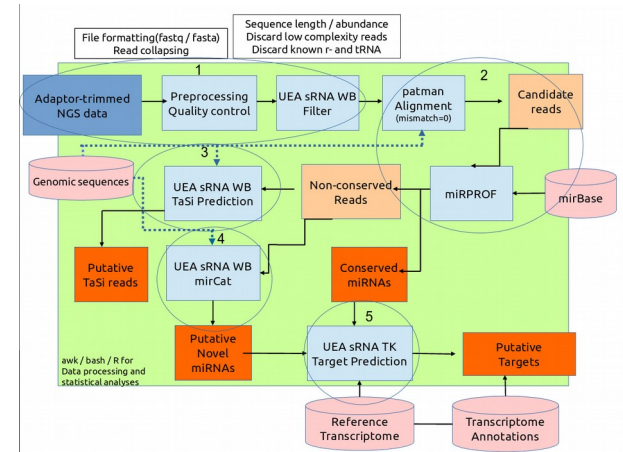 File formatting(fastq / fasta)
Read collapsing
Sequence length / abundance
Discard low complexity reads
Discard known r- and tRNA
1
2
Adaptor-trimmed
NGS data
Preprocessing
Quality control
UEA sRNA WB
Filter
patman
Alignment
(mismatch=0)
Candidate
reads
3
Genomic sequences
UEA sRNA WB
TaSi Prediction
Non-conserved
Reads
miRPROF
mirBase
4
Putative
TaSi reads
UEA sRNA WB
mirCat
Conserved
miRNAs
5
Putative
Novel
miRNAs
UEA sRNA TK
Target Prediction
Putative
Targets
awk / bash / R for
Data processing and
statistical analyses
Reference
Transcriptome
Transcriptome
Annotations